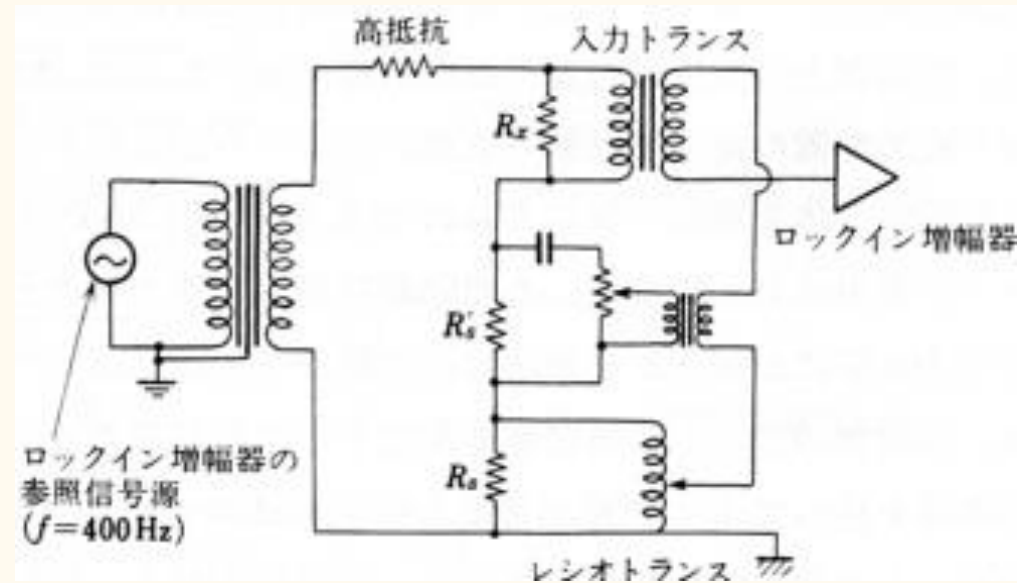 高抵抗
入力トランス
Rx
ロックイン増幅器
Rs'
ロックイン増幅器の
参照信号源
(f=400Hz)
Rs
レシオトランス